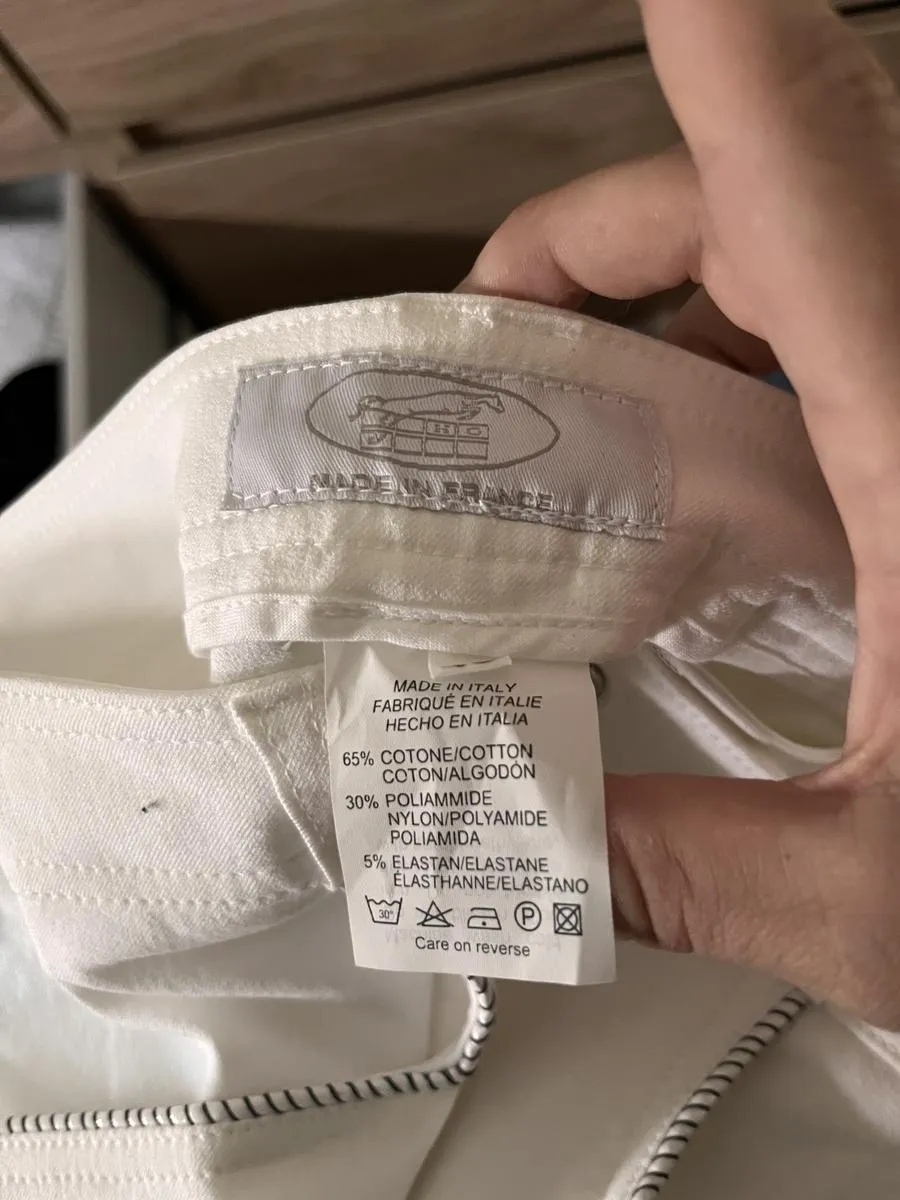 H G
MADE IN FRANCE
MADE IN ITALY
FABRIQUÉ EN ITALIE
HECHO EN ITALIA
65% COTONE/COTTON
COTON/ALGODÓN
30% POLIAMMIDE
NYLON/POLYAMIDE
POLIAMIDA
5% ELASTAN/ELASTANE
ÉLASTHANNE/ELASTANO
30° P
Care on reverse